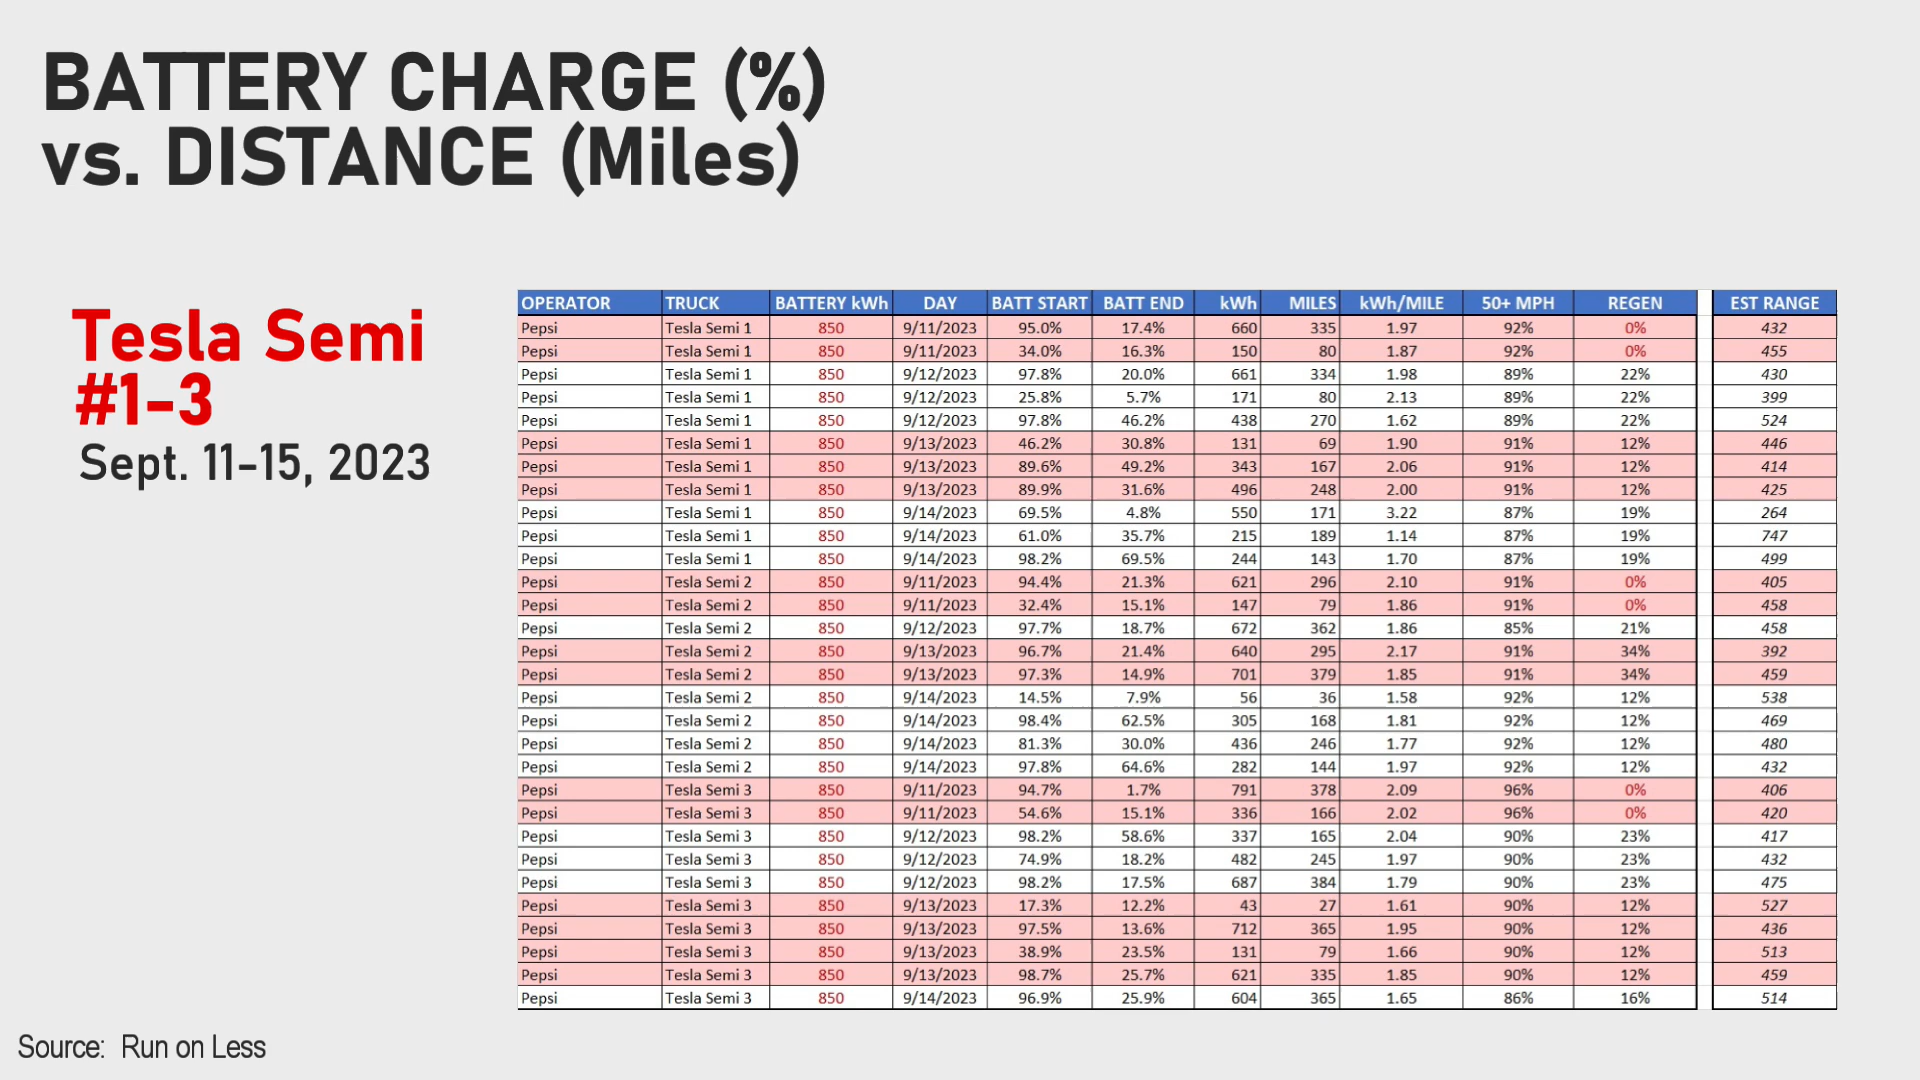 BATTERY CHARGE (%)
vs. DISTANCE (Miles)
Tesla Semi
#1-3
Sept. 11-15, 2023
OPERATOR TRUCK BATTERY kWh DAY BATT START BATT END kWh MILES kWh/MILE 50+ MPH REGEN EST RANGE
Pepsi Tesla Semi 1 850 9/11/2023 95.0% 17.4% 660 335 1.97 92% 0% 432
Pepsi Tesla Semi 1 850 9/11/2023 34.0% 16.3% 150 80 1.87 92% 0% 455
Pepsi Tesla Semi 1 850 9/12/2023 97.8% 20.0% 661 334 1.98 89% 22% 430
Pepsi Tesla Semi 1 850 9/12/2023 25.8% 5.7% 171 80 2.13 89% 22% 399
Pepsi Tesla Semi 1 850 9/12/2023 97.8% 46.2% 438 270 1.62 89% 22% 524
Pepsi Tesla Semi 1 850 9/13/2023 46.2% 30.8% 131 69 1.90 91% 12% 446
Pepsi Tesla Semi 1 850 9/13/2023 89.6% 49.2% 343 167 2.06 91% 12% 414
Pepsi Tesla Semi 1 850 9/13/2023 89.9% 31.6% 496 248 2.00 91% 12% 425
Pepsi Tesla Semi 1 850 9/14/2023 69.5% 4.8% 550 171 3.22 87% 19% 264
Pepsi Tesla Semi 1 850 9/14/2023 61.0% 35.7% 215 189 1.14 87% 19% 747
Pepsi Tesla Semi 1 850 9/14/2023 98.2% 69.5% 244 143 1.70 87% 19% 499
Pepsi Tesla Semi 2 850 9/11/2023 94.4% 21.3% 621 296 2.10 91% 0% 405
Pepsi Tesla Semi 2 850 9/11/2023 32.4% 15.1% 147 79 1.86 91% 0% 458
Pepsi Tesla Semi 2 850 9/12/2023 97.7% 18.7% 672 362 1.86 85% 21% 458
Pepsi Tesla Semi 2 850 9/13/2023 96.7% 21.4% 640 295 2.17 91% 34% 392
Pepsi Tesla Semi 2 850 9/13/2023 97.3% 14.9% 701 379 1.85 91% 34% 459
Pepsi Tesla Semi 2 850 9/14/2023 14.5% 7.9% 56 36 1.58 92% 12% 538
Pepsi Tesla Semi 2 850 9/14/2023 98.4% 62.5% 305 168 1.81 92% 12% 469
Pepsi Tesla Semi 2 850 9/14/2023 81.3% 30.0% 436 246 1.77 92% 12% 480
Pepsi Tesla Semi 2 850 9/14/2023 97.8% 64.6% 282 144 1.97 92% 12% 432
Pepsi Tesla Semi 3 850 9/11/2023 94.7% 1.7% 791 378 2.09 96% 0% 406
Pepsi Tesla Semi 3 850 9/11/2023 54.6% 15.1% 336 166 2.02 96% 0% 420
Pepsi Tesla Semi 3 850 9/12/2023 98.2% 58.6% 337 165 2.04 90% 23% 417
Pepsi Tesla Semi 3 850 9/12/2023 74.9% 18.2% 482 245 1.97 90% 23% 432
Pepsi Tesla Semi 3 850 9/12/2023 98.2% 17.5% 687 384 1.79 90% 23% 475
Pepsi Tesla Semi 3 850 9/13/2023 17.3% 12.2% 43 27 1.61 90% 12% 527
Pepsi Tesla Semi 3 850 9/13/2023 97.5% 13.6% 712 365 1.95 90% 12% 436
Pepsi Tesla Semi 3 850 9/13/2023 38.9% 23.5% 131 79 1.66 90% 12% 513
Pepsi Tesla Semi 3 850 9/13/2023 98.7% 25.7% 621 335 1.85 90% 12% 459
Pepsi Tesla Semi 3 850 9/14/2023 96.9% 25.9% 604 365 1.65 86% 16% 514
Source: Run on Less